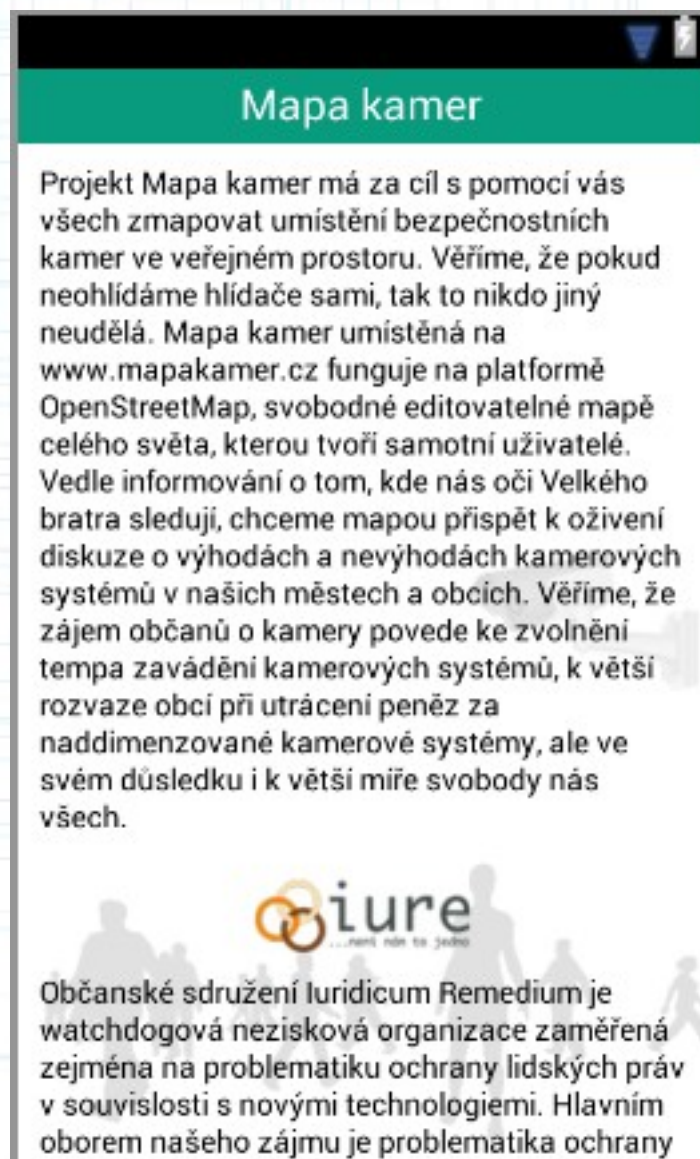 Mapa kamer
Projekt Mapa kamer má za cíl s pomocí vás
všech zmapovat umístění bezpečnostních
kamer ve veřejném prostoru. Věříme, že pokud
neohlídáme hlídače sami, tak to nikdo jiný
neudělá. Mapa kamer umístěná na
www.mapakamer.cz funguje na platformě
OpenStreetMap, svobodné editovatelné mapě
celého světa, kterou tvoří samotní uživatelé.
Vedle informování o tom, kde nás oči Velkého
bratra sledují, chceme mapou přispět k oživení
diskuze o výhodách a nevýhodách kamerových
systémů v našich městech a obcích. Věříme, že
zájem občanů o kamery povede ke zvolnění
tempa zavádění kamerových systémů, k větší
rozvaze obcí při utrácení peněz za
naddimenzované kamerové systémy, ale ve
svém důsledku i k větší míře svobody nás
všech.
iure
...není nám to jedno
Občanské sdružení Iuridicum Remedium je
watchdogová nezisková organizace zaměřená
zejména na problematiku ochrany lidských práv
v souvislosti s novými technologiemi. Hlavním
oborem našeho zájmu je problematika ochrany